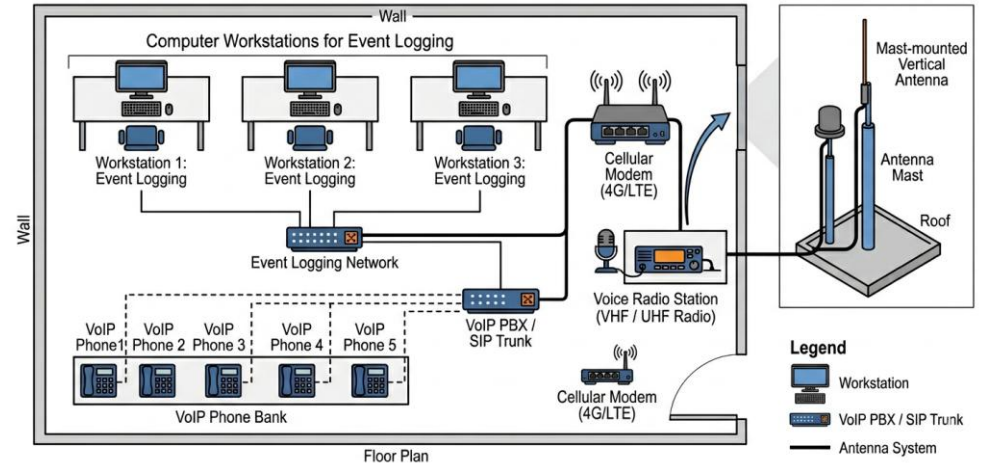 Wall
Computer Workstations for Event Logging
Workstation 1:
Event Logging
Workstation 2:
Event Logging
Workstation 3:
Event Logging
Cellular
Modem
(4G/LTE)
Mast-mounted
Vertical
Antenna
Antenna
Mast
Roof
Wall
Event Logging Network
Voice Radio Station
(VHF / UHF Radio)
VoIP PBX /
SIP Trunk
VoIP
Phone1
VoIP
Phone 2
VoIP
Phone 3
VoIP
Phone 4
VoIP
Phone 5
VoIP Phone Bank
Cellular Modem
(4G/LTE)
Floor Plan
Legend
Workstation
VoIP PBX / SIP Trunk
Antenna System